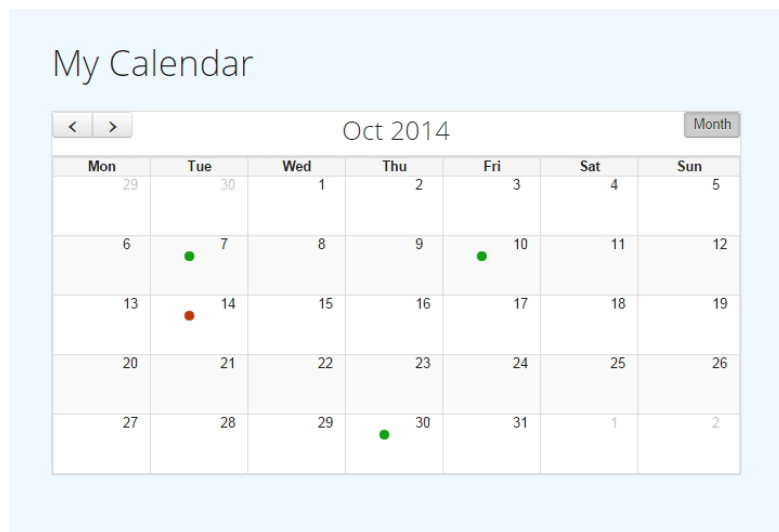 My Calendar
< > Oct 2014 Month
Mon Tue Wed Thu Fri Sat Sun
29 30 1 2 3 4 5
6 7 8 9 10 11 12
13 14 15 16 17 18 19
20 21 22 23 24 25 26
27 28 29 30 31 1 2